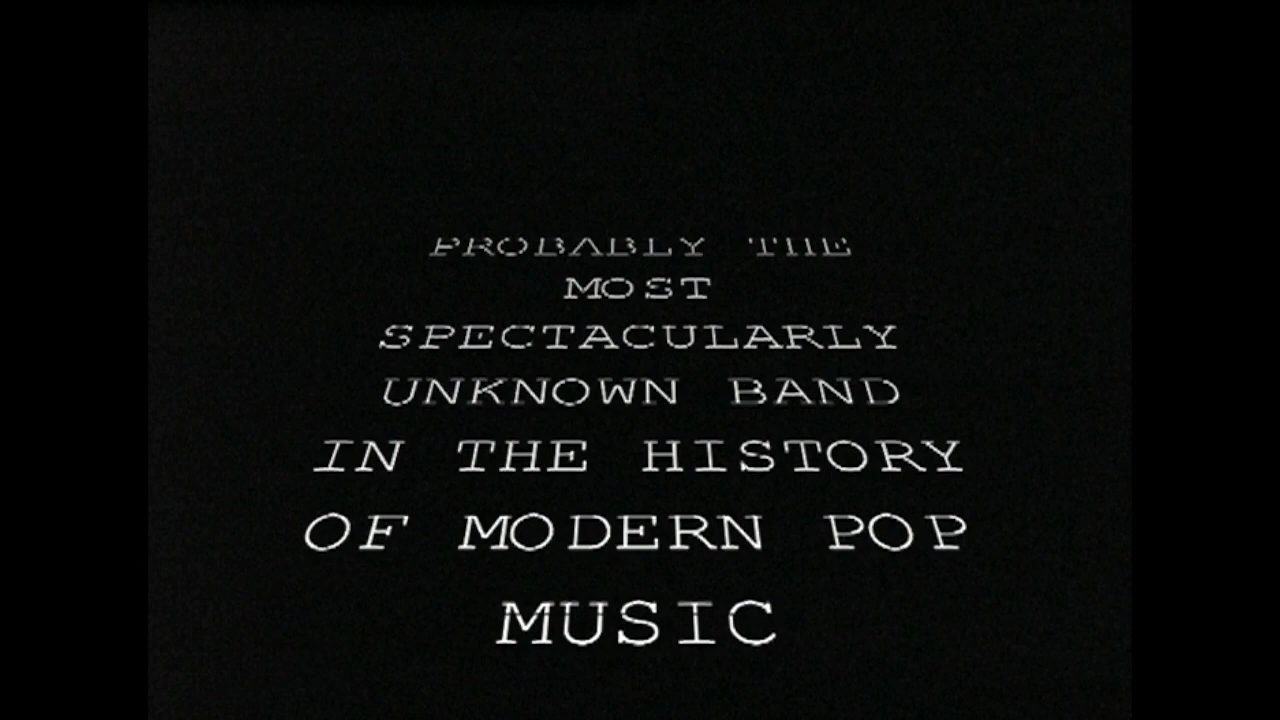 PROBABLY THE
MOST
SPECTACULARLY
UNKNOWN BAND
IN THE HISTORY
OF MODERN POP
MUSIC